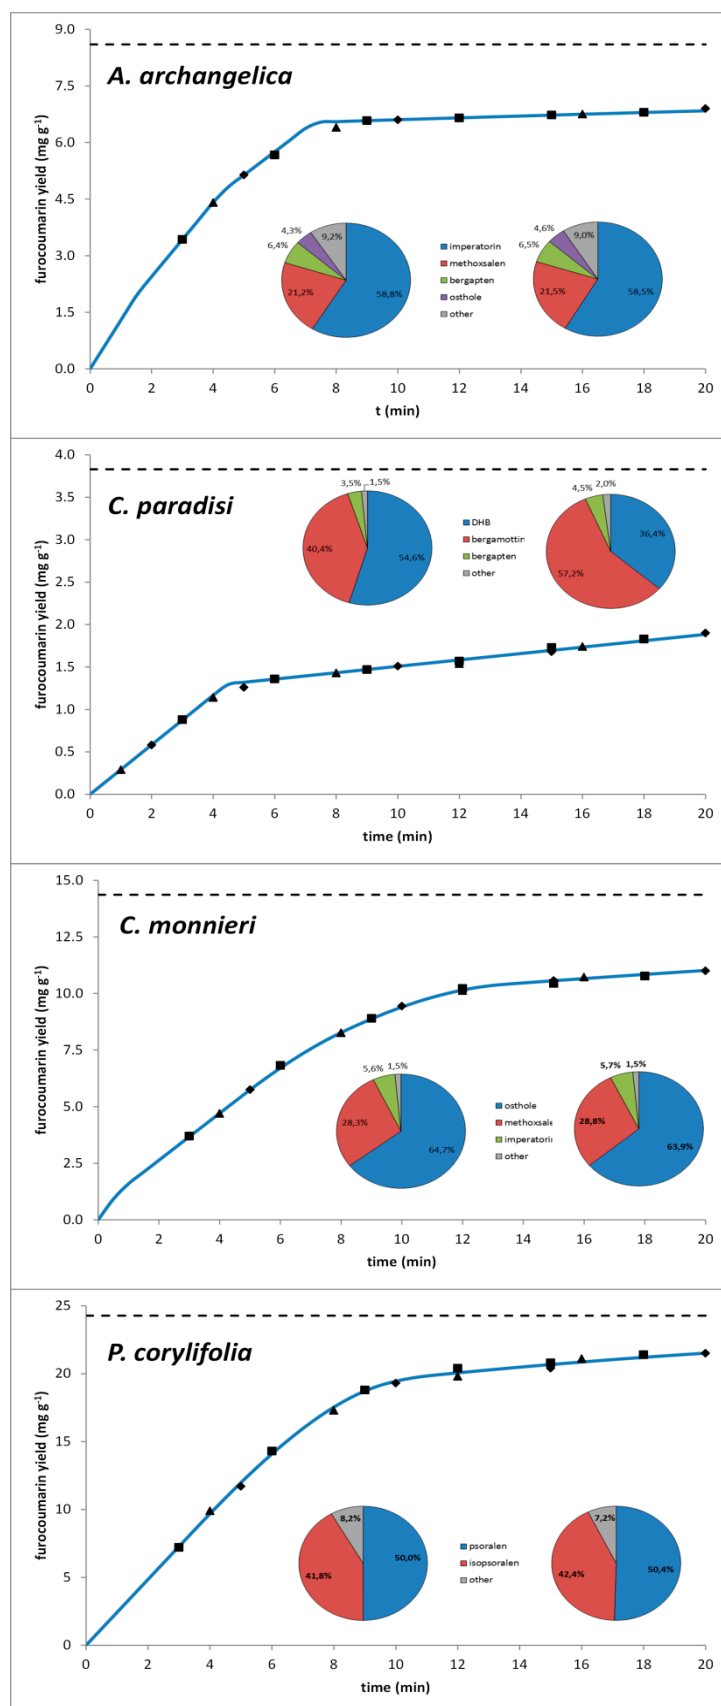 A. archangelica
furocoumarin yield (mg g⁻¹)
9.0
7.5
6.0
4.5
3.0
1.5
0.0
4,3%
9,2%
6,4%
21,2%
58,8%
imperatorin
methoxsalen
bergapten
osthole
other
4,6%
9,0%
6,5%
21,5%
58,5%
0 2 4 6 8 10 12 14 16 18 20
t (min)
C. paradisi
furocoumarin yield (mg g⁻¹)
4.0
3.5
3.0
2.5
2.0
1.5
1.0
0.5
0.0
3,5%
1,5%
40,4%
54,6%
DHB
bergamottin
bergapten
other
4,5%
2,0%
36,4%
57,2%
0 2 4 6 8 10 12 14 16 18 20
time (min)
C. monnieri
furocoumarin yield (mg g⁻¹)
15.0
12.5
10.0
7.5
5.0
2.5
0.0
5,6%
1,5%
28,3%
64,7%
osthole
methoxsale
imperatorin
other
5,7%
1,5%
28,8%
63,9%
0 2 4 6 8 10 12 14 16 18 20
time (min)
P. corylifolia
furocoumarin yield (mg g⁻¹)
25
20
15
10
5
0
8,2%
50,0%
41,8%
psoralen
isopsoralen
other
7,2%
50,4%
42,4%
0 2 4 6 8 10 12 14 16 18 20
time (min)